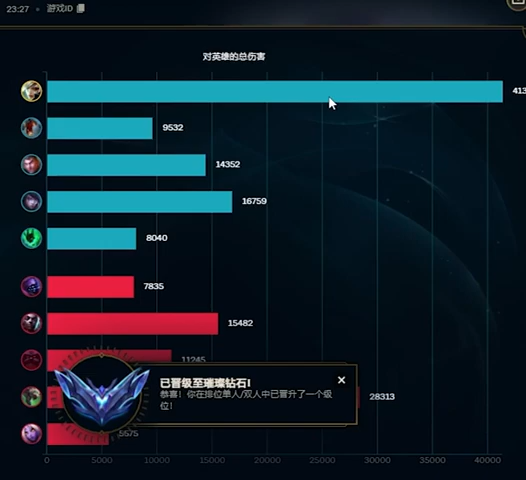 23:27 • 游戏ID
对英雄的总伤害
413
9532
14352
16759
8040
7835
15482
11245
28313
5575
已晋级至璀璨钻石I
恭喜！你在排位单人/双人中已晋升了一个级
位！
0 5000 10000 15000 20000 25000 30000 35000 40000